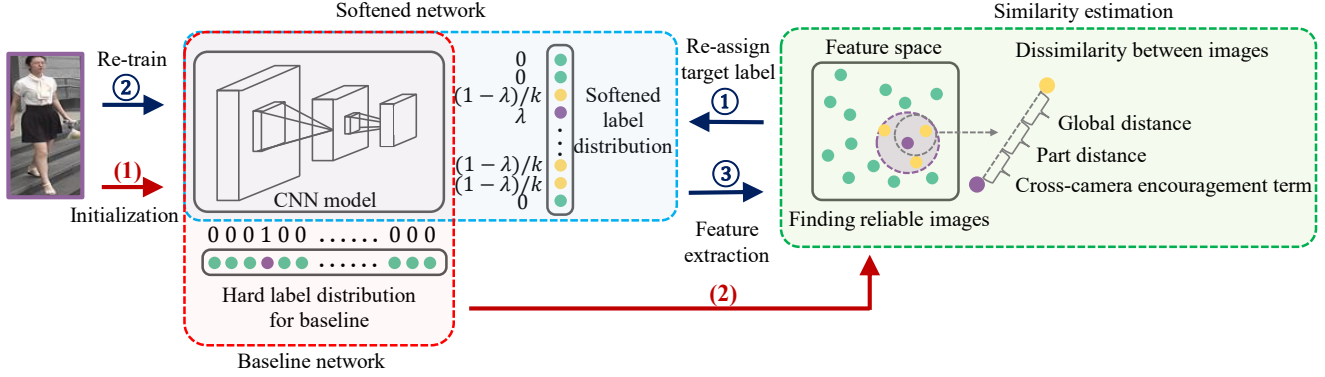 Softened network
Similarity estimation
Re-train
②
(1)
Initialization
CNN model
0
0
(1 − λ)/k
λ
(1 − λ)/k
(1 − λ)/k
0
Softened
label
distribution
Re-assign
target label
①
③
Feature
extraction
Feature space
Finding reliable images
Dissimilarity between images
Global distance
Part distance
Cross-camera encouragement term
0 0 0 1 0 0 ...... 0 0 0
......
Hard label distribution
for baseline
Baseline network
(2)